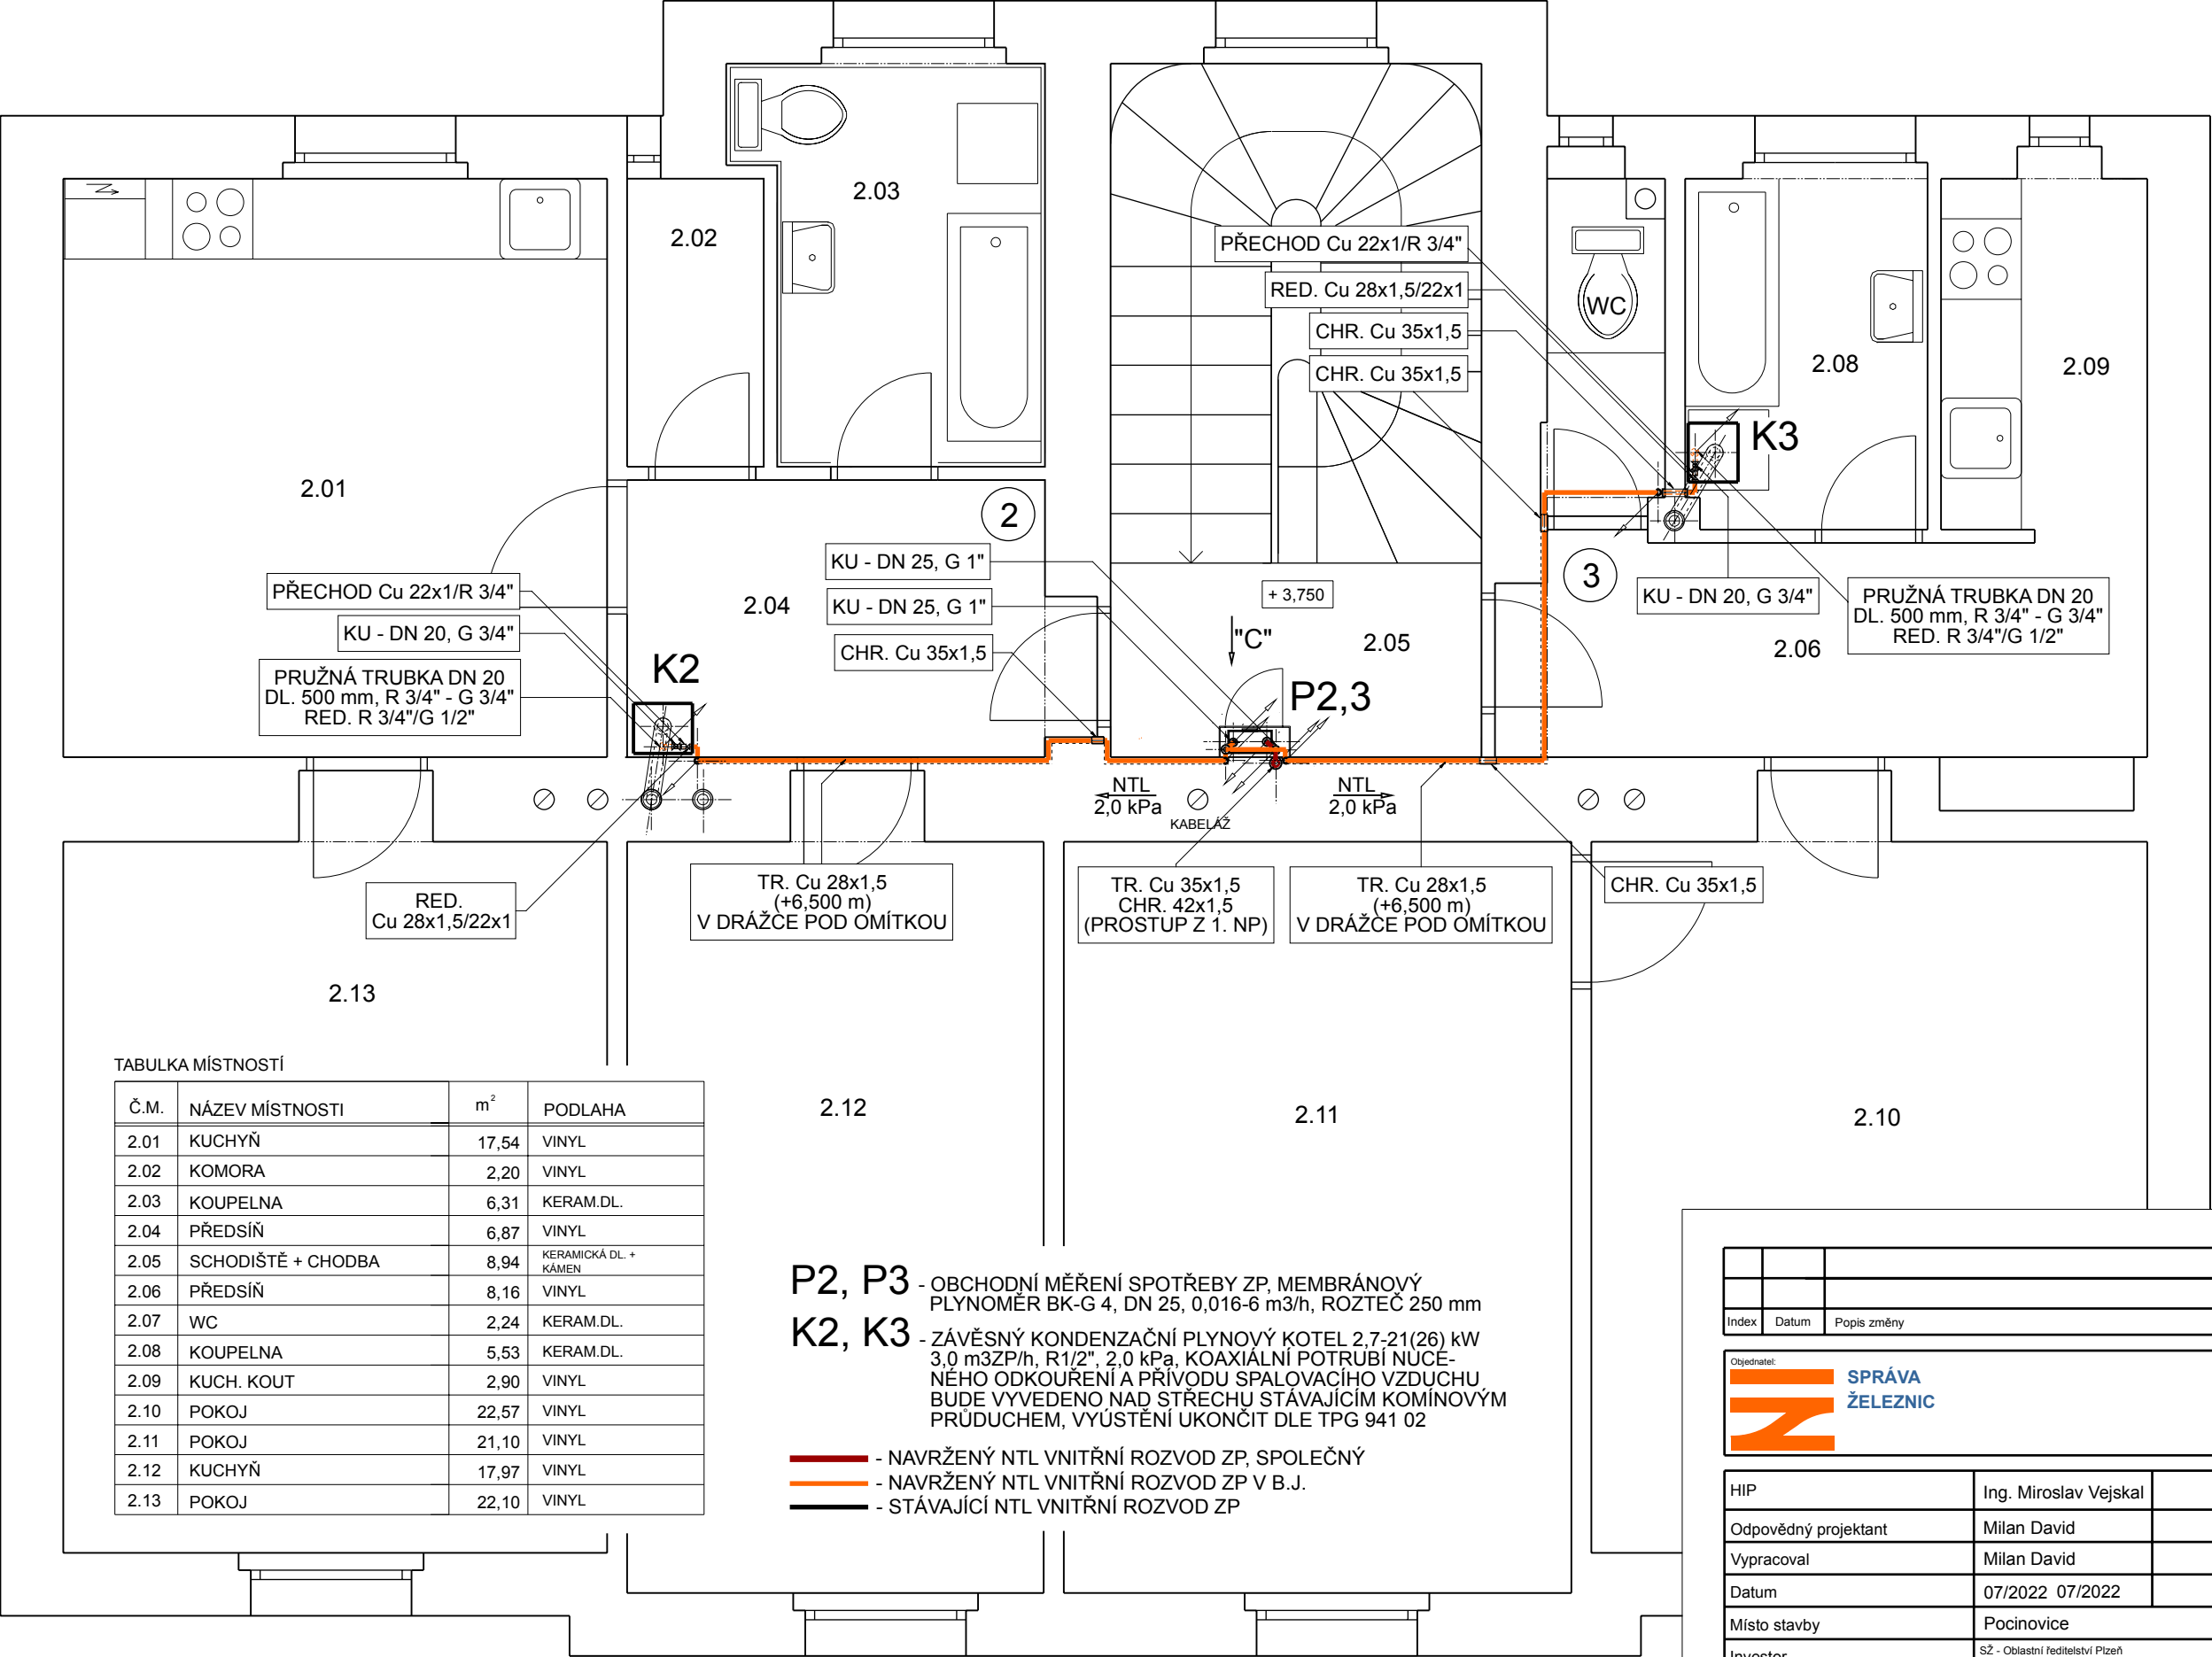 2.03
2.02
PŘECHOD Cu 22x1/R 3/4"
RED. Cu 28x1,5/22x1
CHR. Cu 35x1,5
CHR. Cu 35x1,5
WC
2.08
2.09
K3
2.01
2
KU - DN 25, G 1"
KU - DN 25, G 1"
CHR. Cu 35x1,5
PŘECHOD Cu 22x1/R 3/4"
KU - DN 20, G 3/4"
PRUŽNÁ TRUBKA DN 20
DL. 500 mm, R 3/4" - G 3/4"
RED. R 3/4"/G 1/2"
2.04
K2
+ 3,750
"C"
2.05
P2,3
3
KU - DN 20, G 3/4"
PRUŽNÁ TRUBKA DN 20
DL. 500 mm, R 3/4" - G 3/4"
RED. R 3/4"/G 1/2"
2.06
NTL
2,0 kPa
KABELÁŽ
NTL
2,0 kPa
RED.
Cu 28x1,5/22x1
TR. Cu 28x1,5
(+6,500 m)
V DRÁŽCE POD OMÍTKOU
TR. Cu 35x1,5
CHR. 42x1,5
(PROSTUP Z 1. NP)
TR. Cu 28x1,5
(+6,500 m)
V DRÁŽCE POD OMÍTKOU
CHR. Cu 35x1,5
2.13
2.12
2.11
2.10
TABULKA MÍSTNOSTÍ
Č.M. NÁZEV MÍSTNOSTI m² PODLAHA
2.01 KUCHYŇ 17,54 VINYL
2.02 KOMORA 2,20 VINYL
2.03 KOUPELNA 6,31 KERAM.DL.
2.04 PŘEDSÍŇ 6,87 VINYL
2.05 SCHODIŠTĚ + CHODBA 8,94 KERAMICKÁ DL. +
KÁMEN
2.06 PŘEDSÍŇ 8,16 VINYL
2.07 WC 2,24 KERAM.DL.
2.08 KOUPELNA 5,53 KERAM.DL.
2.09 KUCH. KOUT 2,90 VINYL
2.10 POKOJ 22,57 VINYL
2.11 POKOJ 21,10 VINYL
2.12 KUCHYŇ 17,97 VINYL
2.13 POKOJ 22,10 VINYL
P2, P3 - OBCHODNÍ MĚŘENÍ SPOTŘEBY ZP, MEMBRÁNOVÝ
PLYNOMĚR BK-G 4, DN 25, 0,016-6 m3/h, ROZTEČ 250 mm
K2, K3 - ZÁVĚSNÝ KONDENZAČNÍ PLYNOVÝ KOTEL 2,7-21(26) kW
3,0 m3ZP/h, R1/2", 2,0 kPa, KOAXIÁLNÍ POTRUBÍ NUCE-
NÉHO ODKOUŘENÍ A PŘÍVODU SPALOVACÍHO VZDUCHU
BUDE VYVEDENO NAD STŘECHU STÁVAJÍCÍM KOMÍNOVÝM
PRŮDUCHEM, VYÚSTĚNÍ UKONČIT DLE TPG 941 02
- NAVRŽENÝ NTL VNITŘNÍ ROZVOD ZP, SPOLEČNÝ
- NAVRŽENÝ NTL VNITŘNÍ ROZVOD ZP V B.J.
- STÁVAJÍCÍ NTL VNITŘNÍ ROZVOD ZP
Index Datum Popis změny
Objednatel:
SPRÁVA
ŽELEZNIC
HIP Ing. Miroslav Vejskal
Odpovědný projektant Milan David
Vypracoval Milan David
Datum 07/2022 07/2022
Místo stavby Pocinovice
Investor SŽ - Oblastní ředitelství Plzeň